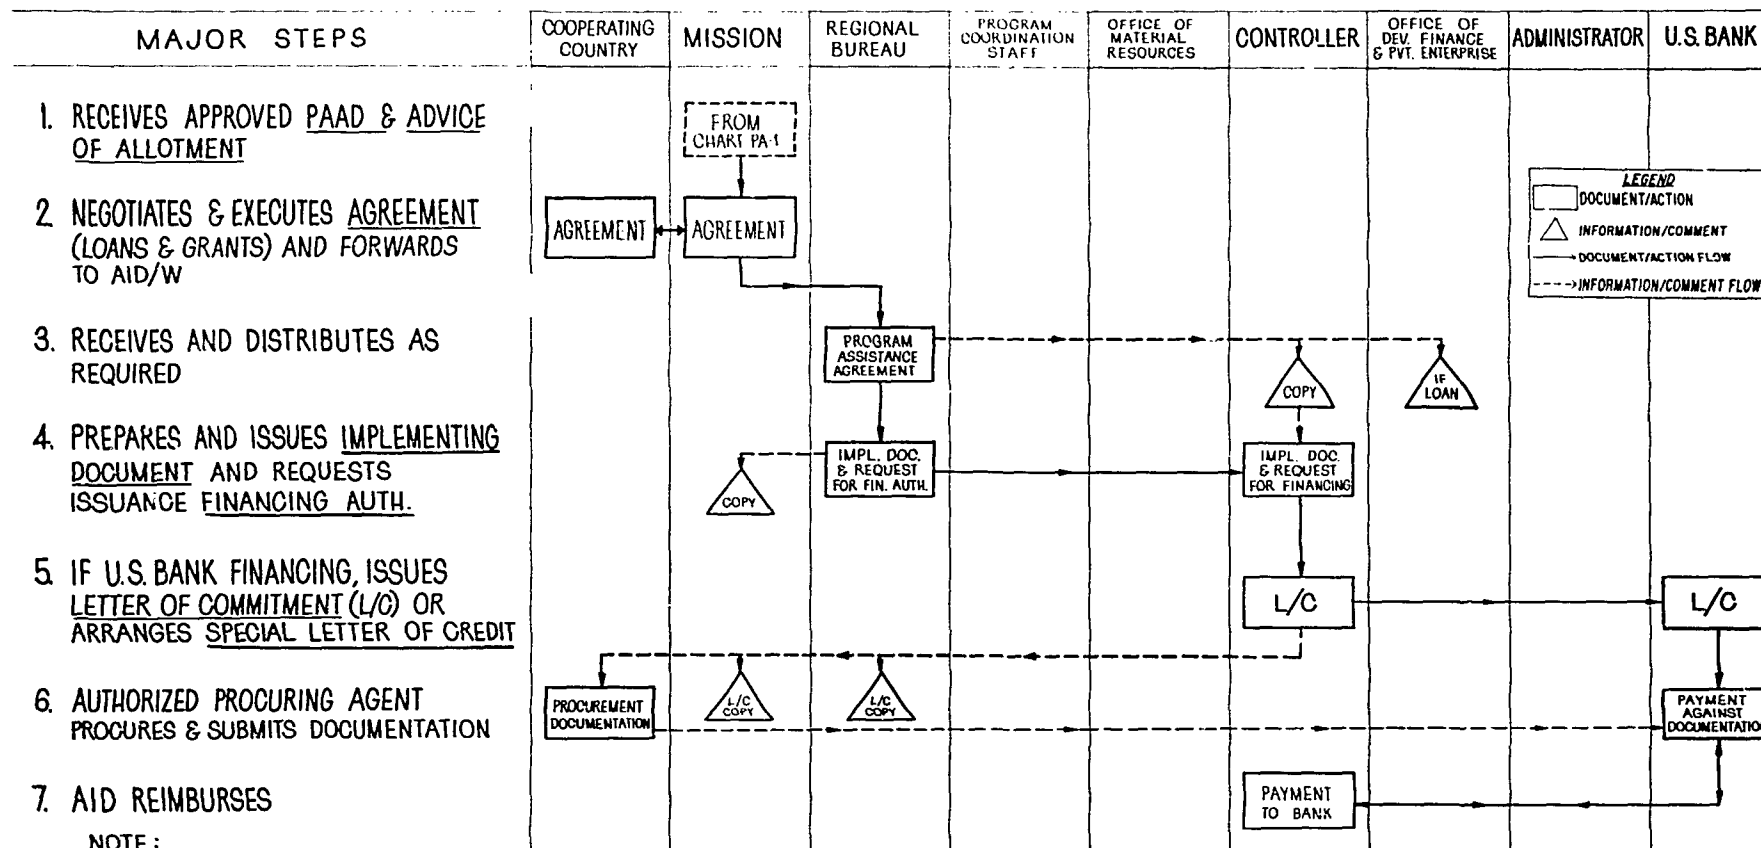 MAJOR STEPS
COOPERATING
COUNTRY
MISSION
REGIONAL
BUREAU
PROGRAM
COORDINATION
STAFF
OFFICE OF
MATERIAL
RESOURCES
CONTROLLER
OFFICE OF
DEV. FINANCE
& PVT. ENTERPRISE
ADMINISTRATOR
U.S. BANK
1. RECEIVES APPROVED PAAD & ADVICE
OF ALLOTMENT
FROM
CHART PA-1
LEGEND
DOCUMENT/ACTION
INFORMATION/COMMENT
DOCUMENT/ACTION FLOW
INFORMATION/COMMENT FLOW
2. NEGOTIATES & EXECUTES AGREEMENT
(LOANS & GRANTS) AND FORWARDS
TO AID/W
AGREEMENT
AGREEMENT
3. RECEIVES AND DISTRIBUTES AS
REQUIRED
PROGRAM
ASSISTANCE
AGREEMENT
COPY
IF
LOAN
4. PREPARES AND ISSUES IMPLEMENTING
DOCUMENT AND REQUESTS
ISSUANCE FINANCING AUTH.
COPY
IMPL. DOC.
& REQUEST
FOR FIN. AUTH.
IMPL. DOC.
& REQUEST
FOR FINANCING
5. IF U.S. BANK FINANCING, ISSUES
LETTER OF COMMITMENT (L/C) OR
ARRANGES SPECIAL LETTER OF CREDIT
L/C
L/C
6. AUTHORIZED PROCURING AGENT
PROCURES & SUBMITS DOCUMENTATION
PROCUREMENT
DOCUMENTATION
L/C
COPY
L/C
COPY
PAYMENT
AGAINST
DOCUMENTATIO
7. AID REIMBURSES
PAYMENT
TO BANK
NOTE: